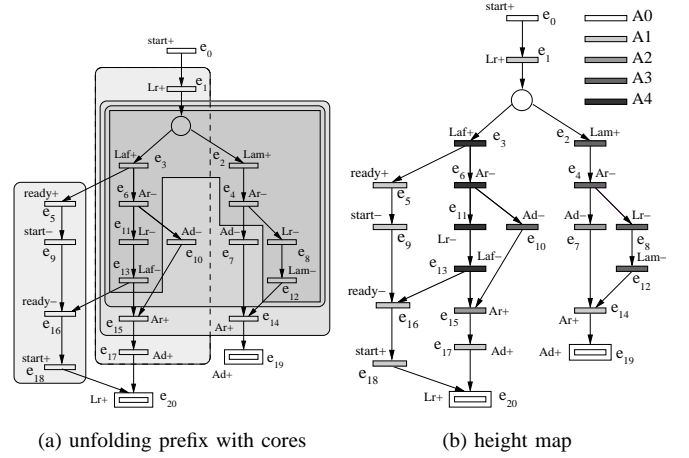 start+
e0
Lr+
e1
Laf+
e3
e2
Lam+
ready+
e5
e6
Ar−
e4
Ar−
start−
e9
e11
Lr−
Ad−
e10
Ad−
e7
Lr−
e8
e13
Laf−
Lam−
e12
ready−
e16
e15
Ar+
e14
Ar+
start+
e18
e17
Ad+
e19
Ad+
Lr+
e20
(a) unfolding prefix with cores
start+
e0
Lr+
e1
A0
A1
A2
A3
A4
Laf+
e3
e2
Lam+
ready+
e5
e6
Ar−
e4
Ar−
start−
e9
e11
Lr−
Ad−
e10
Ad−
e7
Lr−
e8
e13
Laf−
Lam−
e12
ready−
e16
e15
Ar+
Ar+
e14
start+
e18
e17
Ad+
Ad+
e19
Lr+
e20
(b) height map